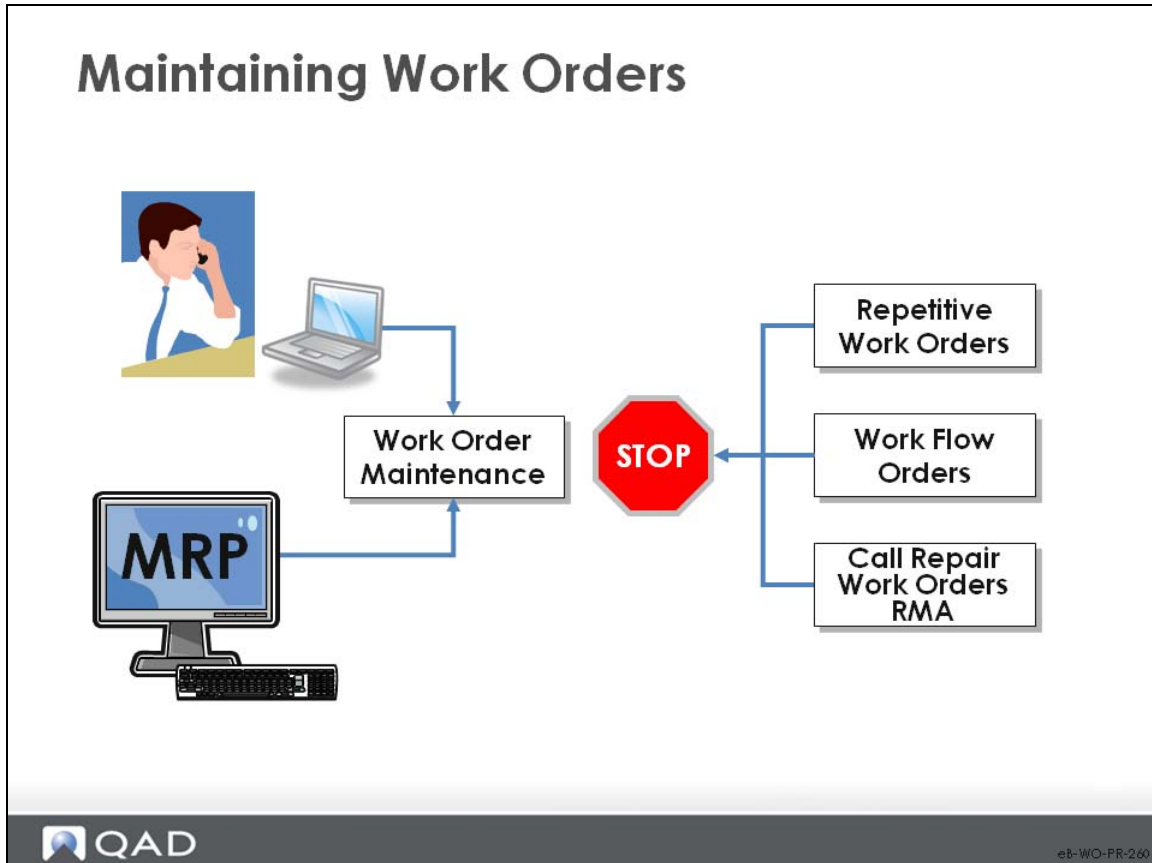 Maintaining Work Orders
Repetitive
Work Orders
Work Order
Maintenance
STOP
Work Flow
Orders
MRP
Call Repair
Work Orders
RMA
QAD
eB-WO-PR-260